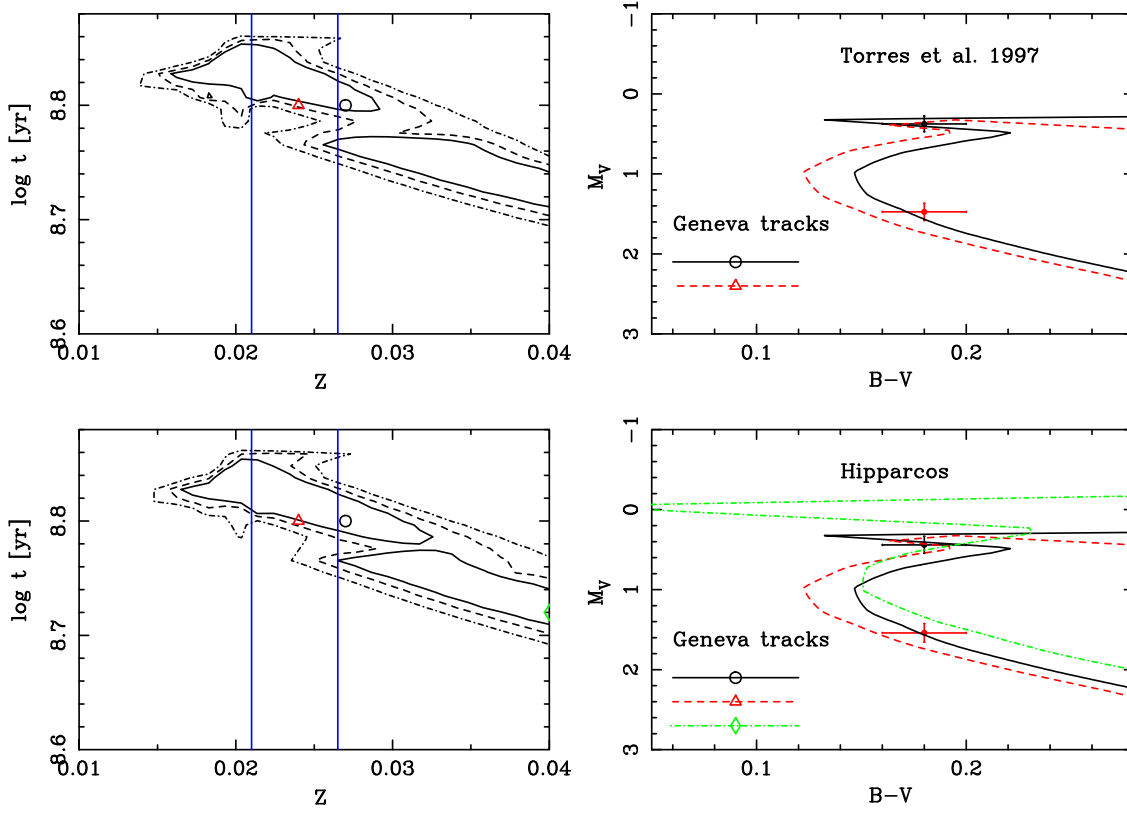 log t [yr]
8.8
8.7
8.6
0.01
0.02
0.03
0.04
Z
Torres et al. 1997
Geneva tracks
M_V
-1
0
1
2
3
0.1
0.2
B-V
log t [yr]
8.8
8.7
8.6
0.01
0.02
0.03
0.04
Z
Hipparcos
Geneva tracks
M_V
-1
0
1
2
3
0.1
0.2
B-V